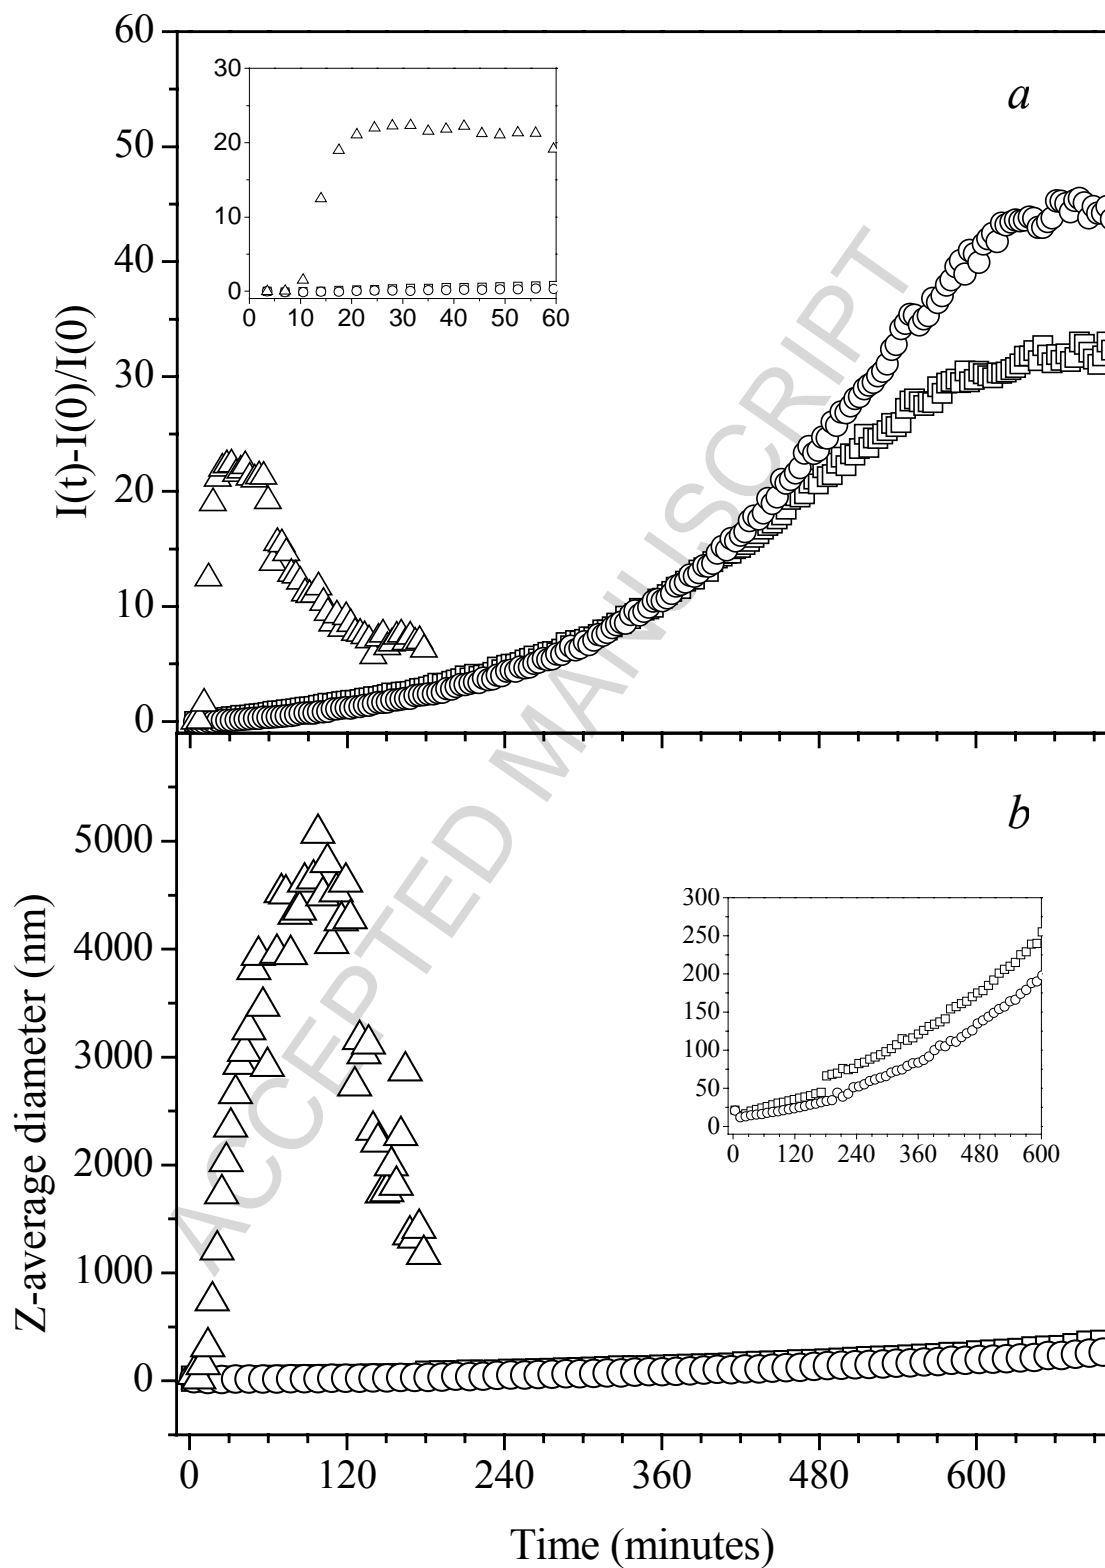 60
50
40
30
20
10
0
I(t)-I(0)/I(0)
a
30
20
10
0
0 10 20 30 40 50 60
ACCEPTED MANUSCRIPT
b
5000
4000
3000
2000
1000
0
Z-average diameter (nm)
300
250
200
150
100
50
0
0 120 240 360 480 600
0 120 240 360 480 600
Time (minutes)